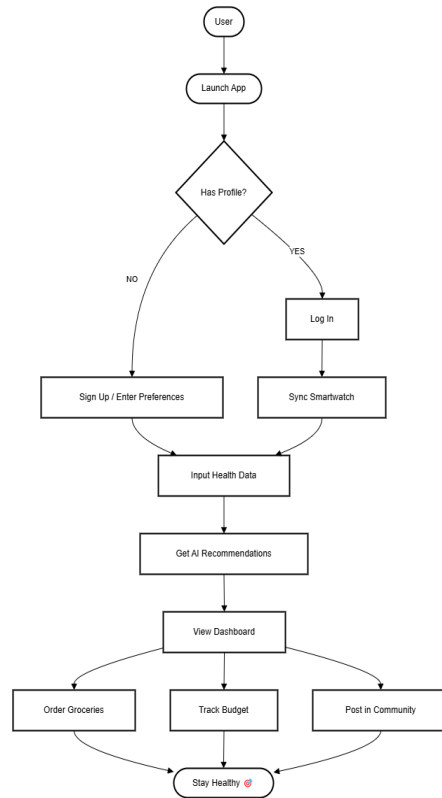 User
Launch App
Has Profile?
YES
NO
Log In
Sign Up / Enter Preferences
Sync Smartwatch
Input Health Data
Get AI Recommendations
View Dashboard
Order Groceries
Track Budget
Post in Community
Stay Healthy 🎯